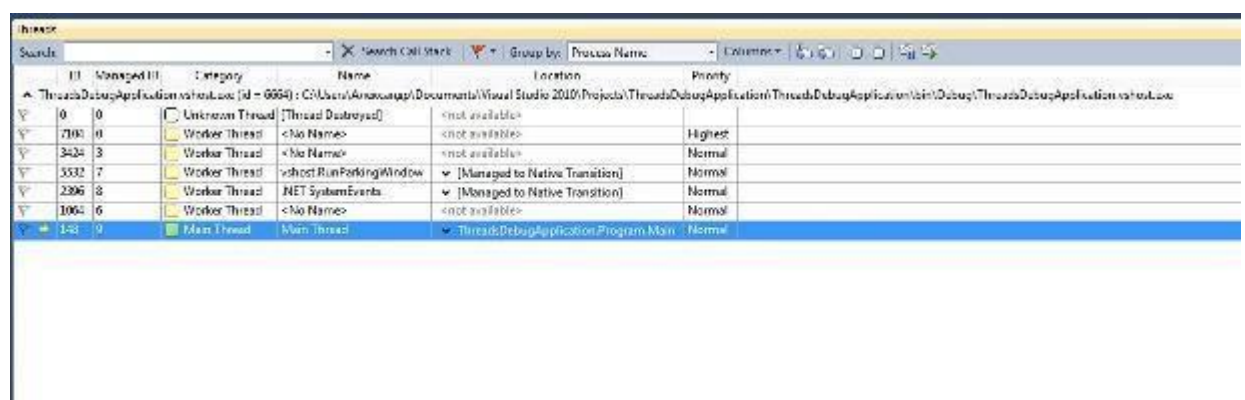 Threads
Search: Search Call Stack Group by: Process Name Columns
ID Managed ID Category Name Location Priority
ThreadsDebugApplication.vshost.exe (id = 6664) : C:\Users\Александр\Documents\Visual Studio 2010\Projects\ThreadsDebugApplication\ThreadsDebugApplication\bin\Debug\ThreadsDebugApplication.vshost.exe
0 0 Unknown Thread [Thread Destroyed] <not available>
7104 0 Worker Thread <No Name> <not available> Highest
3424 3 Worker Thread <No Name> <not available> Normal
5532 7 Worker Thread vshost.RunParkingWindow [Managed to Native Transition] Normal
2396 8 Worker Thread .NET SystemEvents [Managed to Native Transition] Normal
1064 6 Worker Thread <No Name> <not available> Normal
148 9 Main Thread Main Thread ThreadsDebugApplication.Program.Main Normal